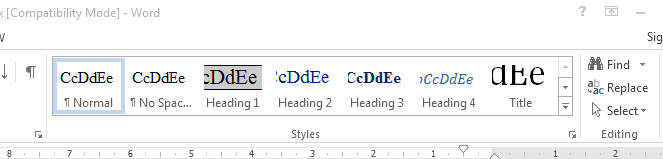 x [Compatibility Mode] - Word
W
Sig
¶
CcDdEe CcDdEe CcDdEe CcDdEe CcDdEe CcDdEe dEe
¶ Normal ¶ No Spac... Heading 1 Heading 2 Heading 3 Heading 4 Title
Find
ab ac Replace
Select
Styles Editing
8 7 6 5 4 3 2 1 1 2